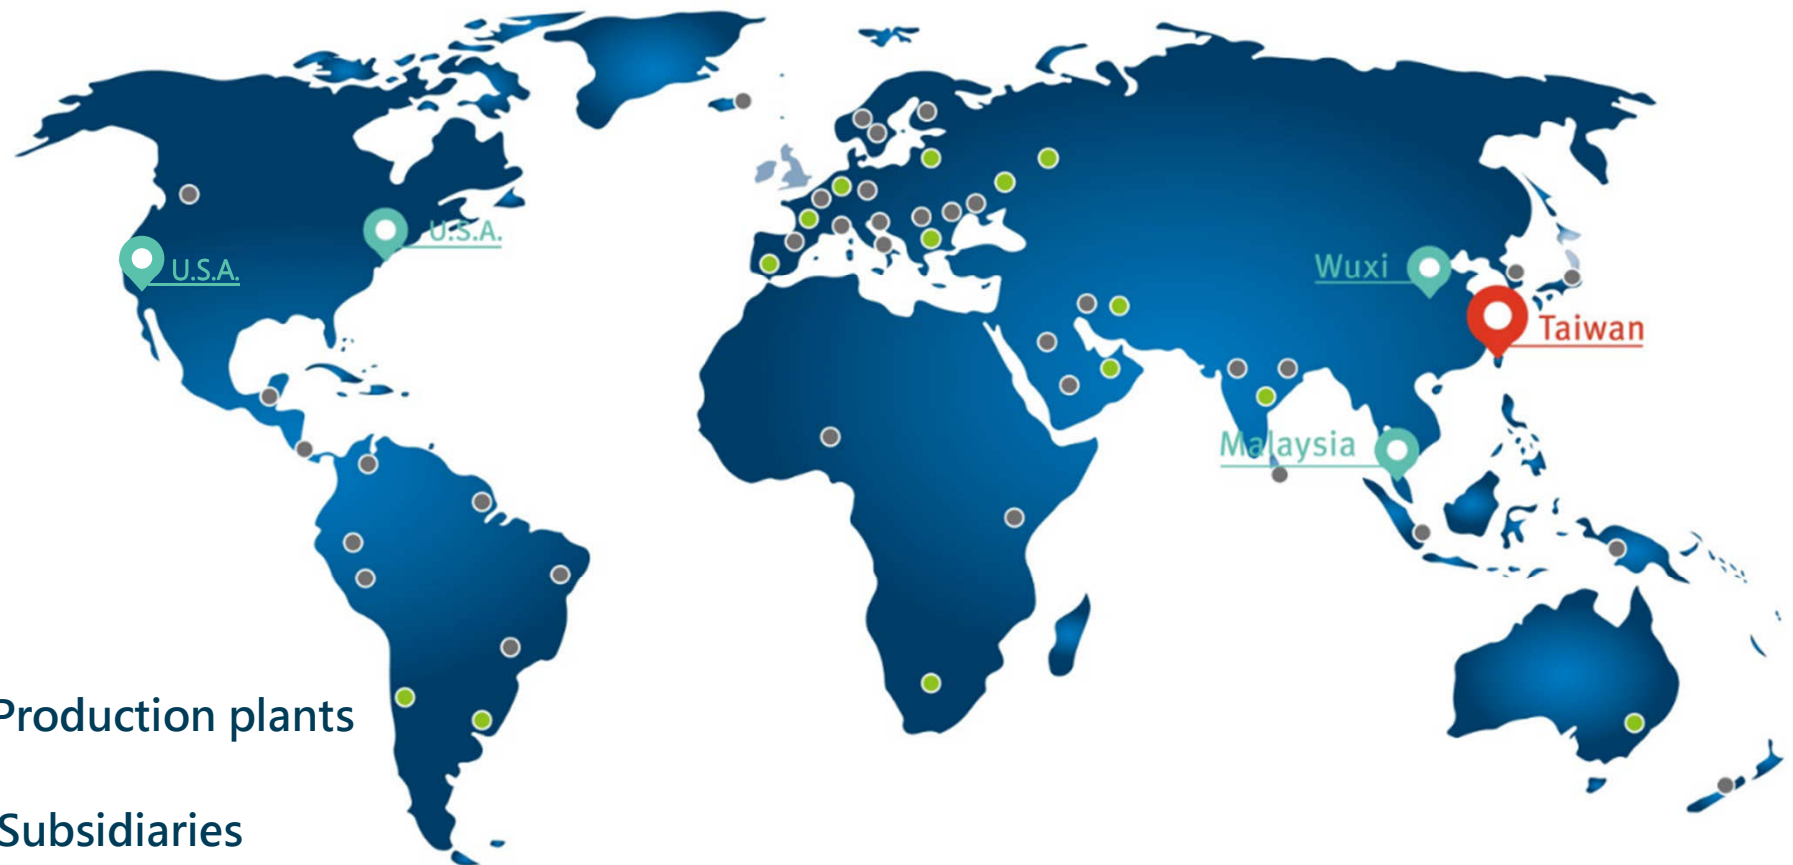 U.S.A.
U.S.A.
Wuxi
Taiwan
Malaysia
Production plants
Subsidiaries